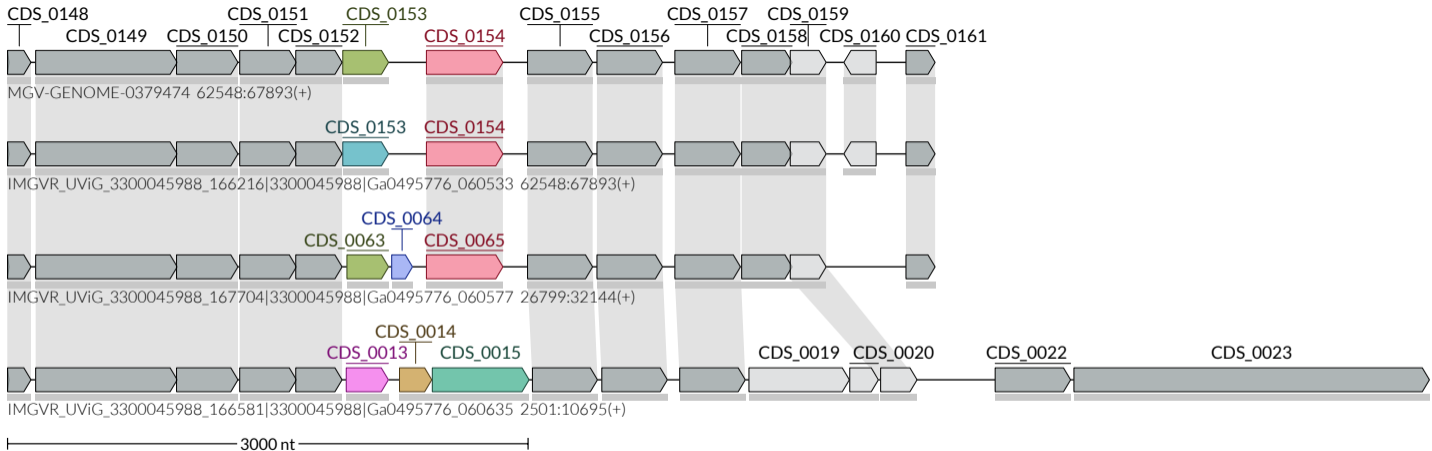 CDS_0148 CDS_0151 CDS_0153 CDS_0155 CDS_0157 CDS_0159
CDS_0149 CDS_0150 CDS_0152 CDS_0154 CDS_0156 CDS_0158 CDS_0160 CDS_0161
MGV-GENOME-0379474 62548:67893(+)
CDS_0153 CDS_0154
IMGVR_UViG_3300045988_166216|3300045988|Ga0495776_060533 62548:67893(+)
CDS_0064
CDS_0063 CDS_0065
IMGVR_UViG_3300045988_167704|3300045988|Ga0495776_060577 26799:32144(+)
CDS_0014
CDS_0013 CDS_0015 CDS_0019 CDS_0020 CDS_0022 CDS_0023
IMGVR_UViG_3300045988_166581|3300045988|Ga0495776_060635 2501:10695(+)
3000 nt